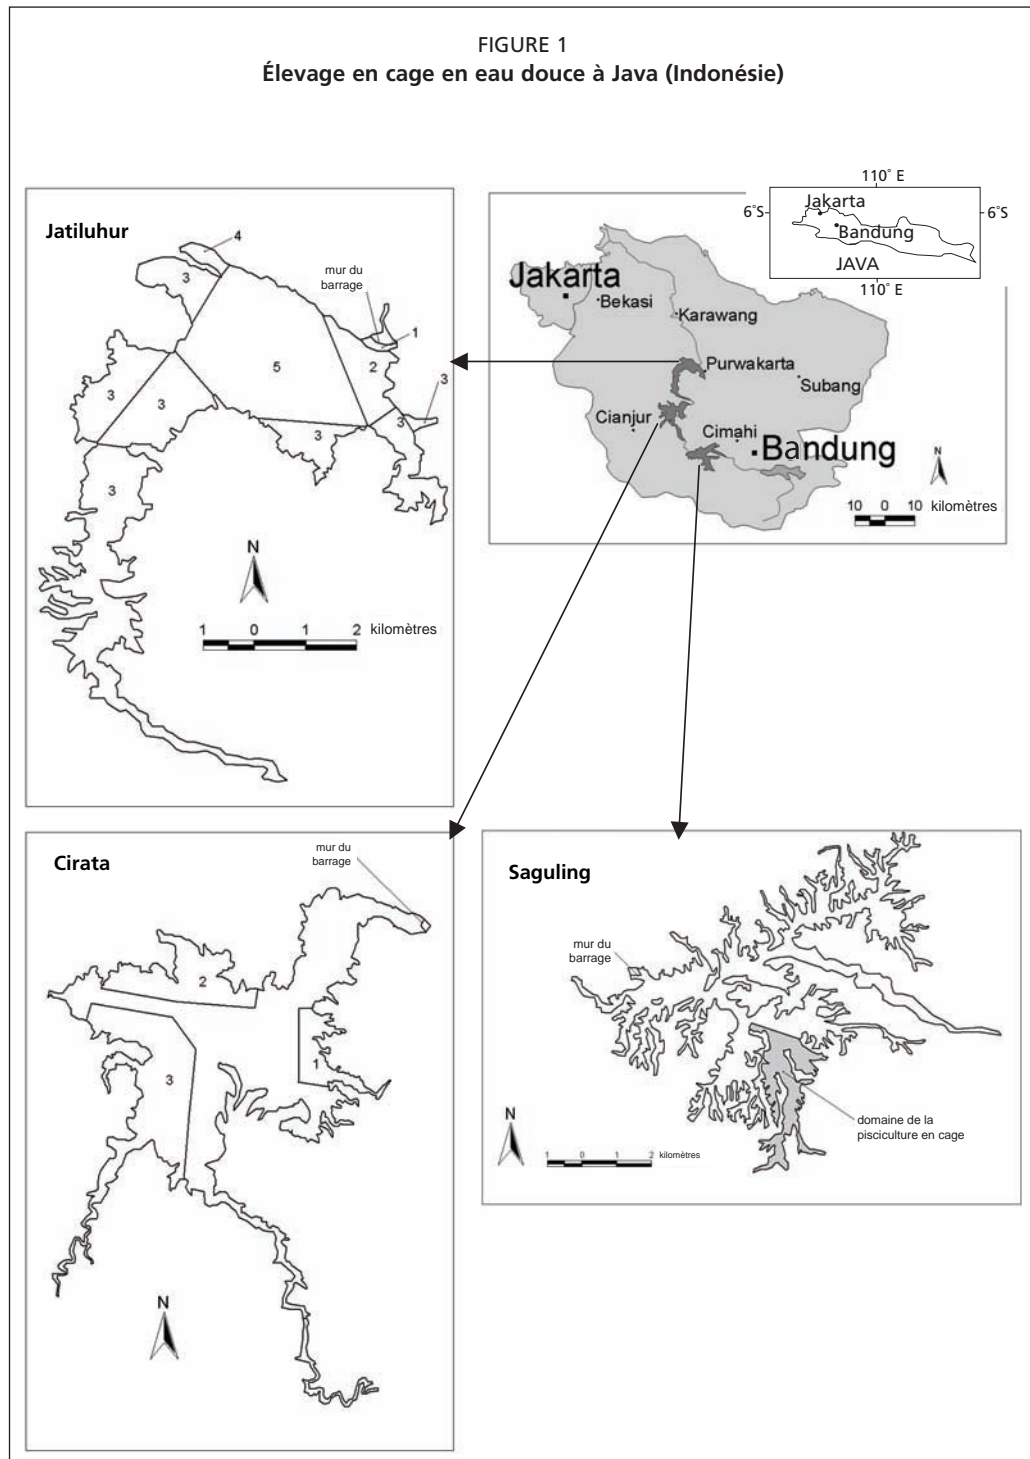 FIGURE 1
Élevage en cage en eau douce à Java (Indonésie)
Jatiluhur
4
3
mur du
barrage
1
5
2
3
3
3
3
3
3
N
1 0 1 2 kilomètres
110° E
6°S
Jakarta
Bandung
6°S
JAVA
110° E
Jakarta
Bekasi
Karawang
Purwakarta
Subang
Cianjur
Cimahi
Bandung
N
10 0 10
kilomètres
Cirata
mur du
barrage
2
1
3
N
Saguling
mur du
barrage
domaine de la
pisciculture en cage
N
1 0 1 2 kilomètres